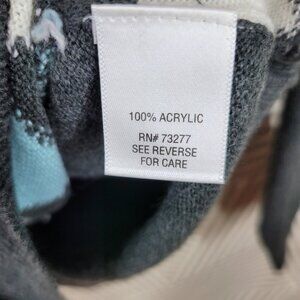 100% ACRYLIC
RN# 73277
SEE REVERSE
FOR CARE